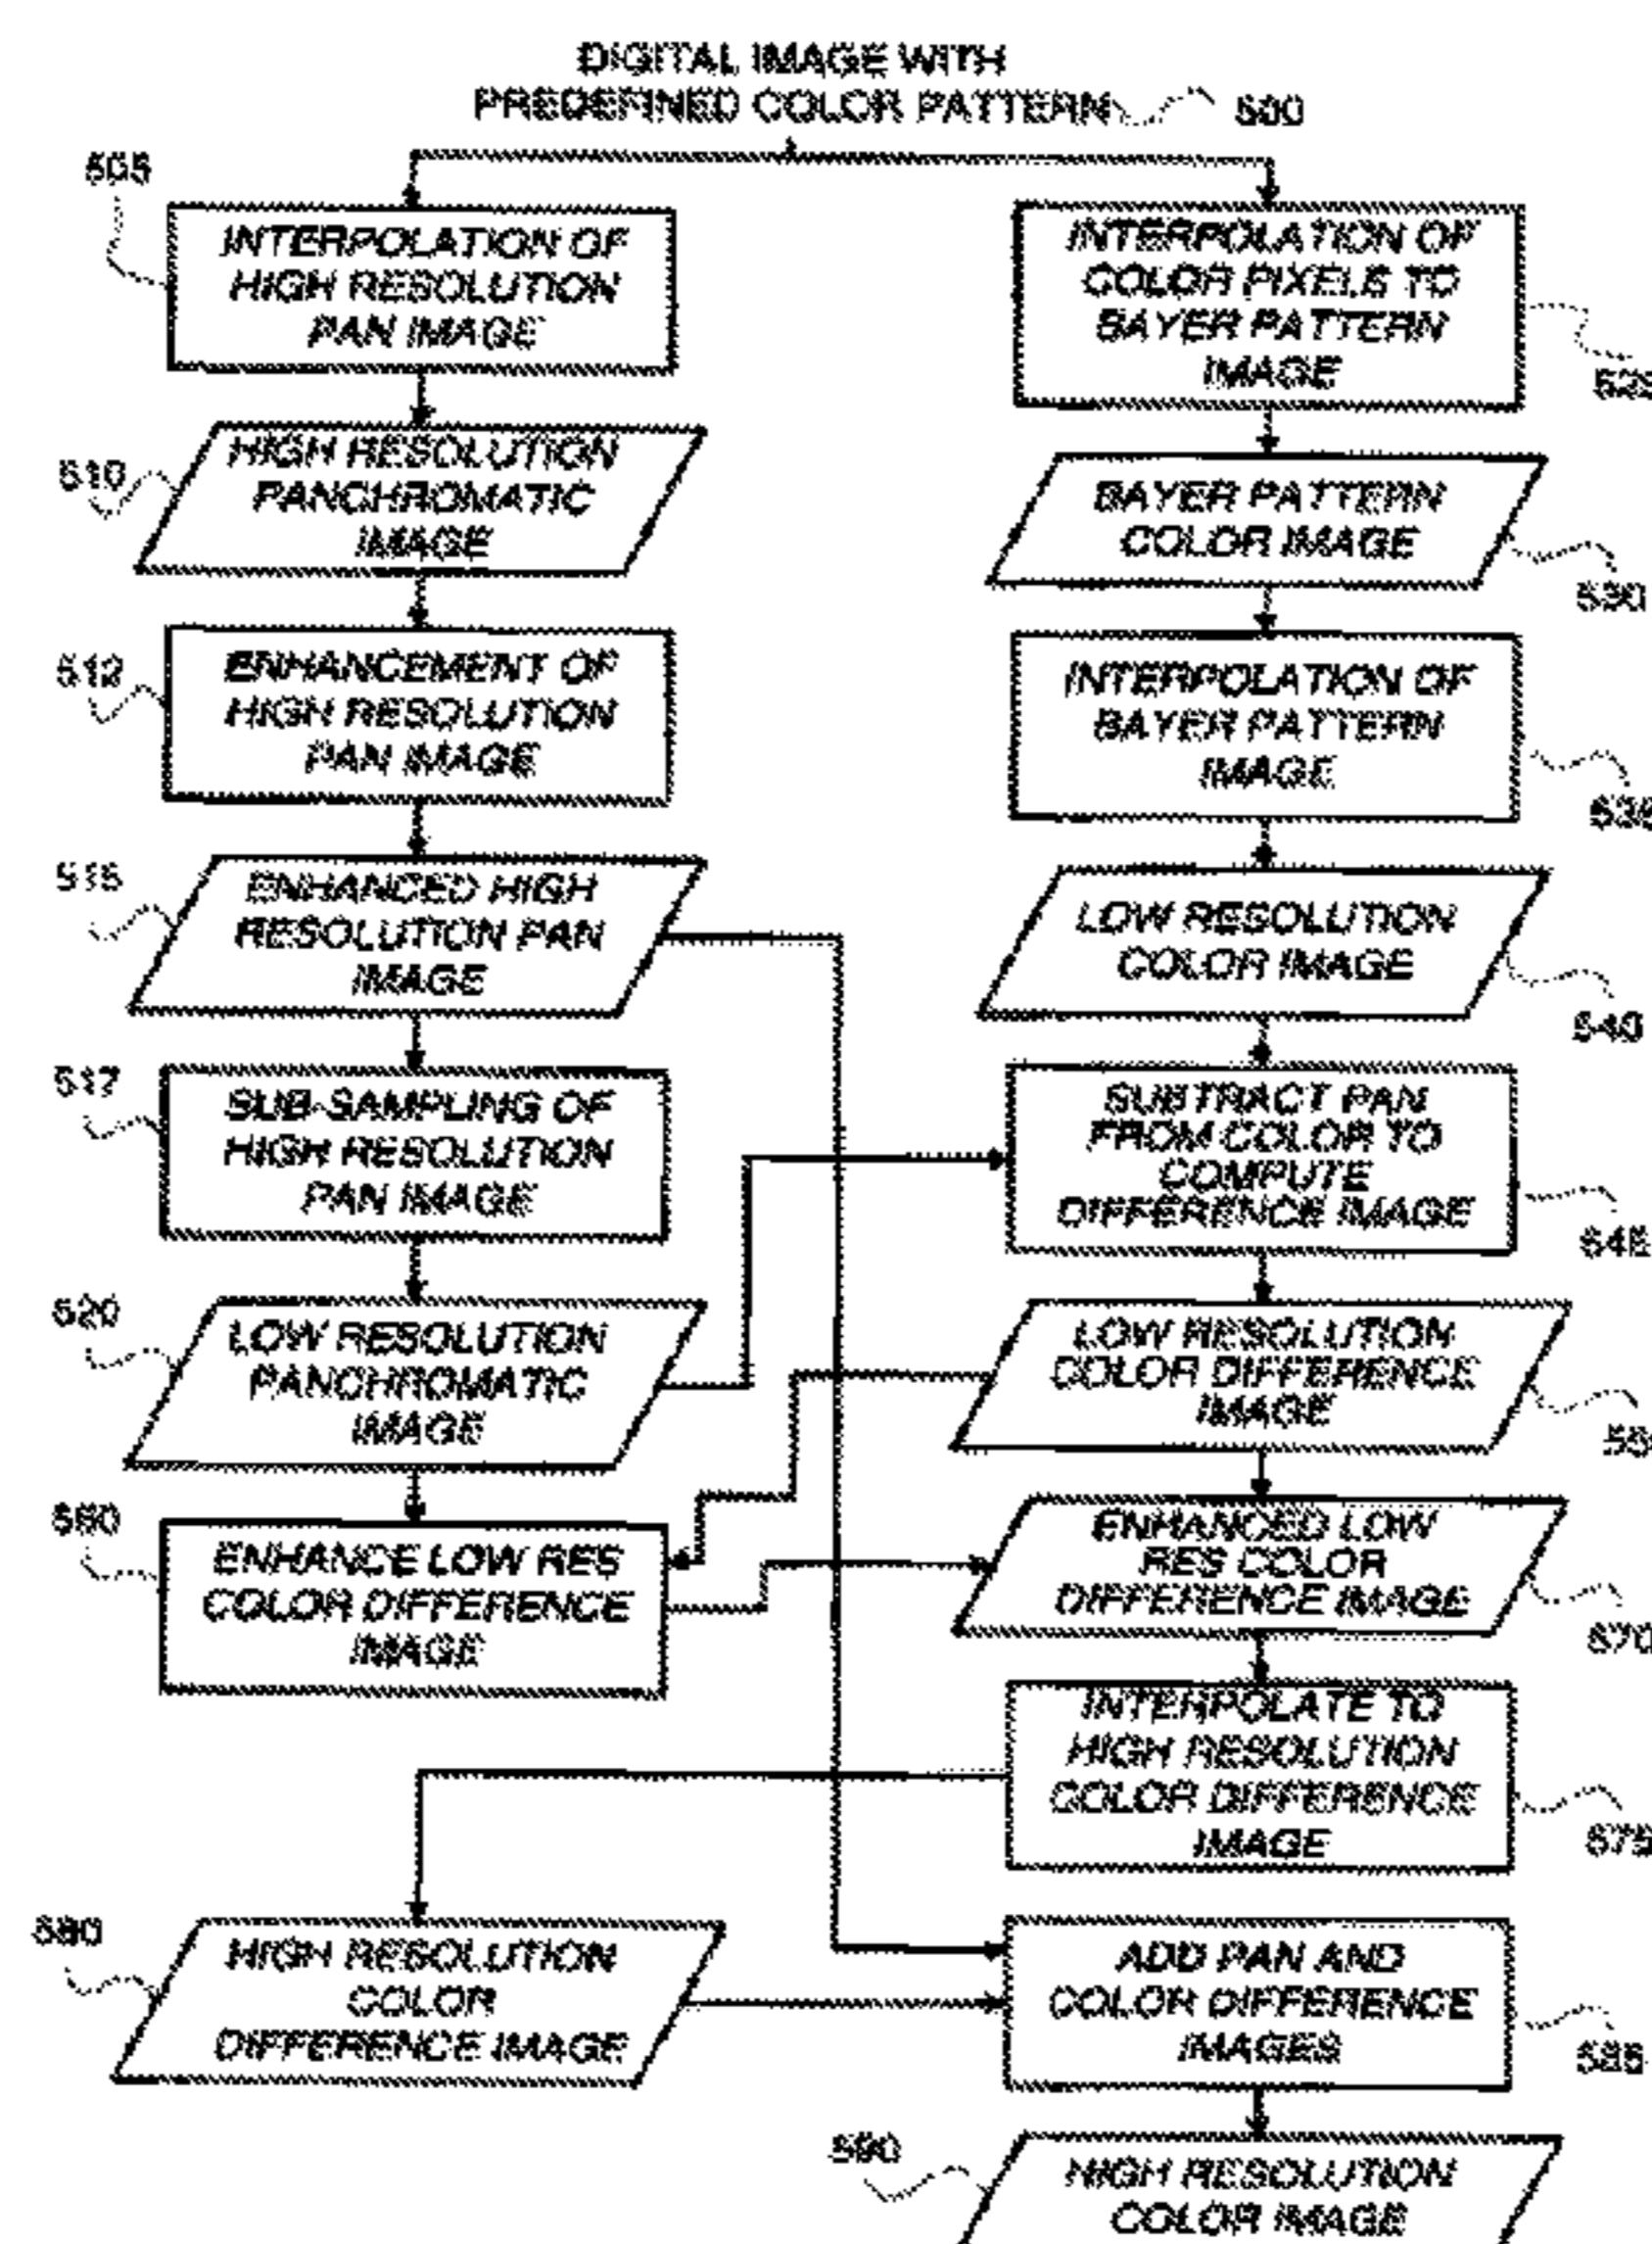 DIGITAL IMAGE WITH
PREDEFINED COLOR PATTERN 500
505
INTERPOLATION OF
HIGH RESOLUTION
PAN IMAGE
INTERPOLATION OF
COLOR PIXELS TO
BAYER PATTERN
IMAGE
510
HIGH RESOLUTION
PANCHROMATIC
IMAGE
BAYER PATTERN
COLOR IMAGE
530
512
ENHANCEMENT OF
HIGH RESOLUTION
PAN IMAGE
INTERPOLATION OF
BAYER PATTERN
IMAGE
515
ENHANCED HIGH
RESOLUTION PAN
IMAGE
LOW RESOLUTION
COLOR IMAGE
540
517
SUB-SAMPLING OF
HIGH RESOLUTION
PAN IMAGE
SUBTRACT PAN
FROM COLOR TO
COMPUTE
DIFFERENCE IMAGE
520
LOW RESOLUTION
PANCHROMATIC
IMAGE
LOW RESOLUTION
COLOR DIFFERENCE
IMAGE
ENHANCE LOW RES
COLOR DIFFERENCE
IMAGE
ENHANCED LOW
RES COLOR
DIFFERENCE IMAGE
570
INTERPOLATE TO
HIGH RESOLUTION
COLOR DIFFERENCE
IMAGE
575
580
HIGH RESOLUTION
COLOR
DIFFERENCE IMAGE
ADD PAN AND
COLOR DIFFERENCE
IMAGES
585
590
HIGH RESOLUTION
COLOR IMAGE